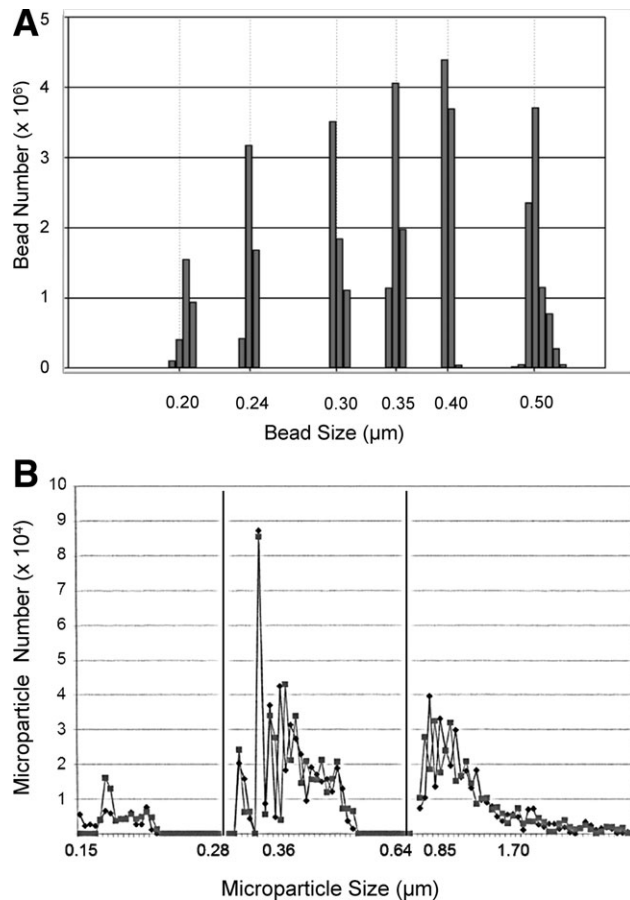 A
Bead Number (x 10⁶)
5
4
3
2
1
0
0.20 0.24 0.30 0.35 0.40 0.50
Bead Size (µm)
B
Microparticle Number (x 10⁴)
10
9
8
7
6
5
4
3
2
1
0.15 0.28 0.36 0.64 0.85 1.70
Microparticle Size (µm)